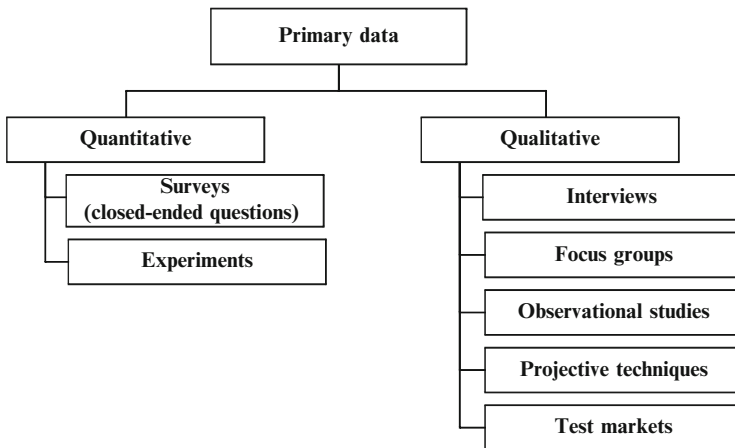 Primary data
Quantitative
Surveys
(closed-ended questions)
Experiments
Qualitative
Interviews
Focus groups
Observational studies
Projective techniques
Test markets